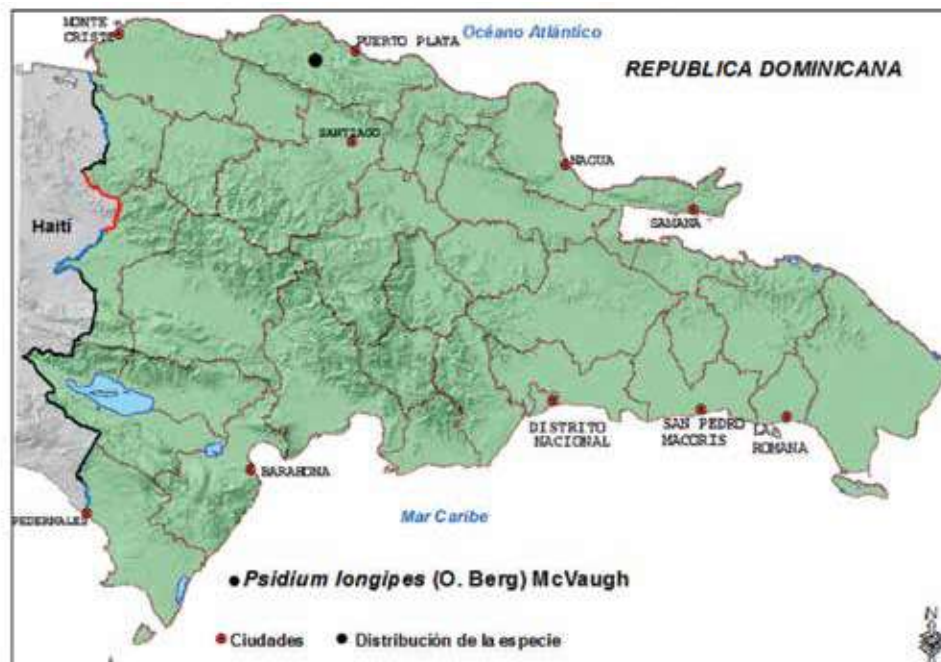 MONTE
CRISTI
PUERTO PLATA
Océano Atlántico
REPUBLICA DOMINICANA
SANTIAGO
NAGUA
SAMANA
Haití
DISTRITO
NACIONAL
SAN PEDRO
MACORIS
LA
ROMANA
BARAHONA
PEDERNALES
Mar Caribe
Psidium longipes (O. Berg) McVaugh
Ciudades
Distribución de la especie
N